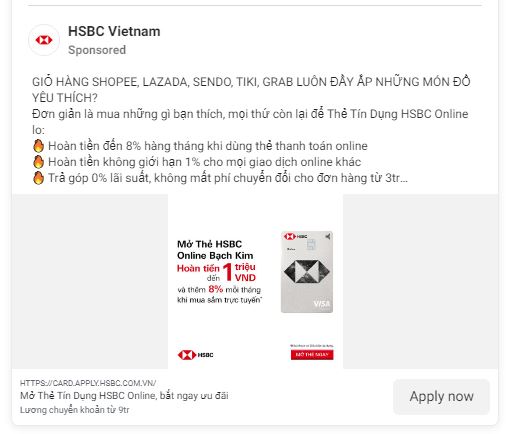 HSBC Vietnam
Sponsored
GIỎ HÀNG SHOPEE, LAZADA, SENDO, TIKI, GRAB LUÔN ĐẦY ẮP NHỮNG MÓN ĐỒ
YÊU THÍCH?
Đơn giản là mua những gì bạn thích, mọi thứ còn lại để Thẻ Tín Dụng HSBC Online
lo:
🔥 Hoàn tiền đến 8% hàng tháng khi dùng thẻ thanh toán online
🔥 Hoàn tiền không giới hạn 1% cho mọi giao dịch online khác
🔥 Trả góp 0% lãi suất, không mất phí chuyển đổi cho đơn hàng từ 3tr...
HSBC
Mở Thẻ HSBC
Online Bạch Kim
Hoàn tiền
đến 1 triệu VND
và thêm 8% mỗi tháng
khi mua sắm trực tuyến*
VISA
HSBC
MỞ THẺ NGAY
HTTPS://CARD.APPLY.HSBC.COM.VN/
Mở Thẻ Tín Dụng HSBC Online, bắt ngay ưu đãi
Lương chuyển khoản từ 9tr
Apply now